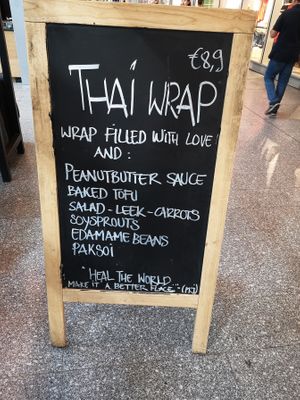 €8,9
THAI WRAP
WRAP FILLED WITH LOVE
AND :
PEANUTBUTTER SAUCE
BAKED TOFU
SALAD - LEEK - CARROTS
SOYSPROUTS
EDAMAME BEANS
PAKSOI
"HEAL THE WORLD
MAKE IT A BETTER PLACE" - (MJ)